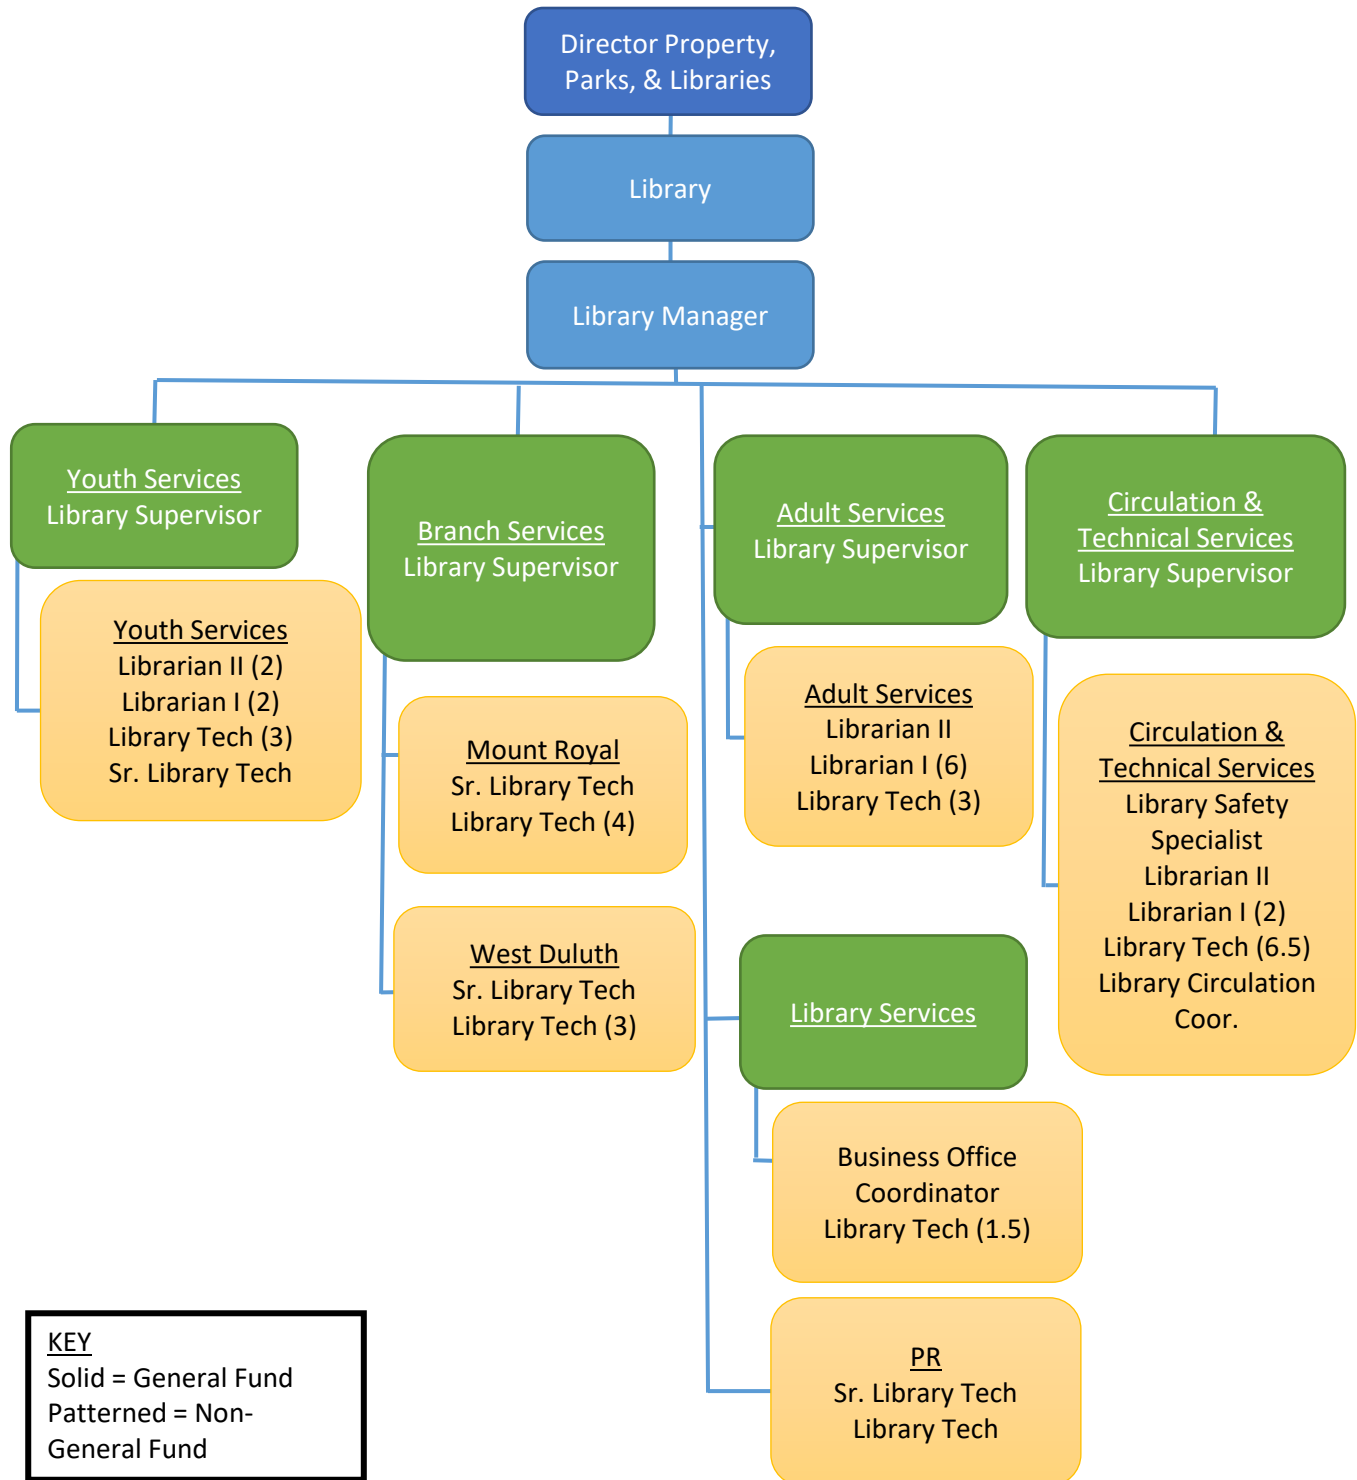 Director Property,
Parks, & Libraries
Library
Library Manager
Youth Services
Library Supervisor
Youth Services
Librarian II (2)
Librarian I (2)
Library Tech (3)
Sr. Library Tech
Branch Services
Library Supervisor
Mount Royal
Sr. Library Tech
Library Tech (4)
West Duluth
Sr. Library Tech
Library Tech (3)
Adult Services
Library Supervisor
Adult Services
Librarian II
Librarian I (6)
Library Tech (3)
Library Services
Business Office
Coordinator
Library Tech (1.5)
PR
Sr. Library Tech
Library Tech
Circulation &
Technical Services
Library Supervisor
Circulation &
Technical Services
Library Safety
Specialist
Librarian II
Librarian I (2)
Library Tech (6.5)
Library Circulation
Coor.
KEY
Solid = General Fund
Patterned = Non-
General Fund